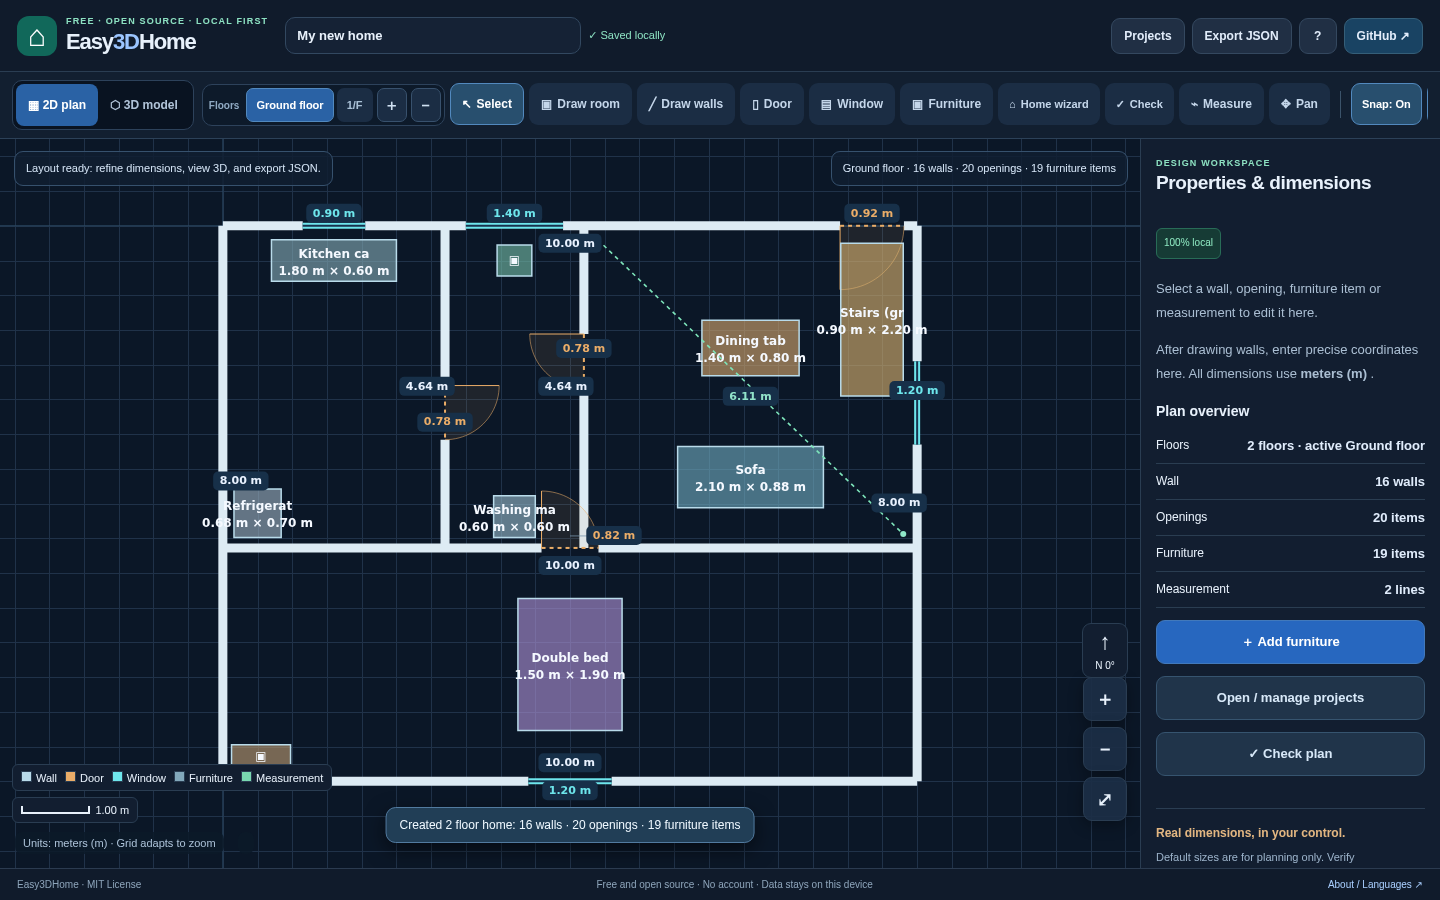 FREE · OPEN SOURCE · LOCAL FIRST
Easy3DHome
My new home
✓ Saved locally
Projects
Export JSON
?
GitHub ↗
2D plan
3D model
Floors
Ground floor
1/F
+
−
Select
Draw room
Draw walls
Door
Window
Furniture
Home wizard
✓ Check
Measure
Pan
Snap: On
Layout ready: refine dimensions, view 3D, and export JSON.
Ground floor · 16 walls · 20 openings · 19 furniture items
0.90 m
1.40 m
0.92 m
10.00 m
Kitchen ca
1.80 m × 0.60 m
Stairs (gr
0.90 m × 2.20 m
Dining tab
1.40 m × 0.80 m
0.78 m
4.64 m
4.64 m
1.20 m
6.11 m
0.78 m
Sofa
2.10 m × 0.88 m
8.00 m
Refrigerat
0.63 m × 0.70 m
Washing ma
0.60 m × 0.60 m
8.00 m
0.82 m
10.00 m
Double bed
1.50 m × 1.90 m
10.00 m
1.20 m
↑
N 0°
+
−
⤢
Wall
Door
Window
Furniture
Measurement
1.00 m
Units: meters (m) · Grid adapts to zoom
Created 2 floor home: 16 walls · 20 openings · 19 furniture items
DESIGN WORKSPACE
Properties & dimensions
100% local
Select a wall, opening, furniture item or
measurement to edit it here.
After drawing walls, enter precise coordinates
here. All dimensions use meters (m) .
Plan overview
Floors
2 floors · active Ground floor
Wall
16 walls
Openings
20 items
Furniture
19 items
Measurement
2 lines
+ Add furniture
Open / manage projects
✓ Check plan
Real dimensions, in your control.
Default sizes are for planning only. Verify
Easy3DHome · MIT License
Free and open source · No account · Data stays on this device
About / Languages ↗